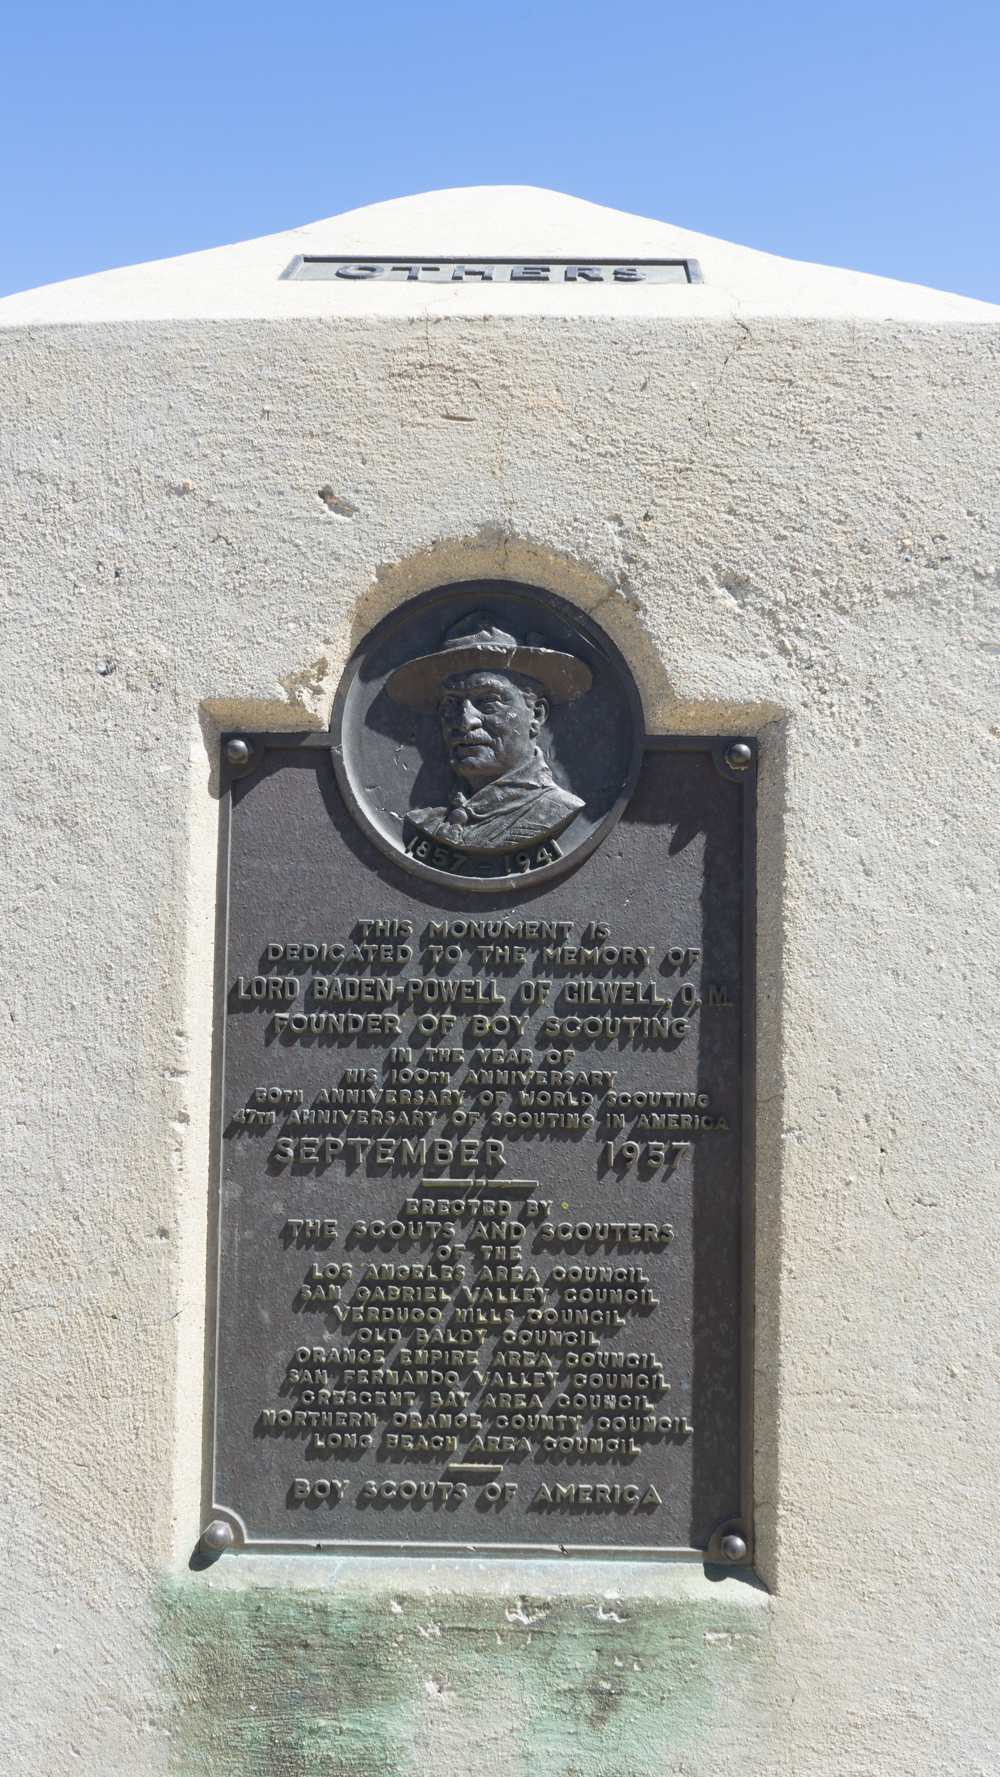 OTHERS
1857-1941
THIS MONUMENT IS
DEDICATED TO THE MEMORY OF
LORD BADEN-POWELL OF GILWELL, O.M.
FOUNDER OF BOY SCOUTING
IN THE YEAR OF
HIS 100TH ANNIVERSARY
50TH ANNIVERSARY OF WORLD SCOUTING
47TH ANNIVERSARY OF SCOUTING IN AMERICA
SEPTEMBER 1957
ERECTED BY
THE SCOUTS AND SCOUTERS
OF THE
LOS ANGELES AREA COUNCIL
SAN GABRIEL VALLEY COUNCIL
VERDUGO HILLS COUNCIL
OLD BALDY COUNCIL
ORANGE EMPIRE AREA COUNCIL
SAN FERNANDO VALLEY COUNCIL
CRESCENT BAY AREA COUNCIL
NORTHERN ORANGE COUNTY COUNCIL
LONG BEACH AREA COUNCIL
BOY SCOUTS OF AMERICA